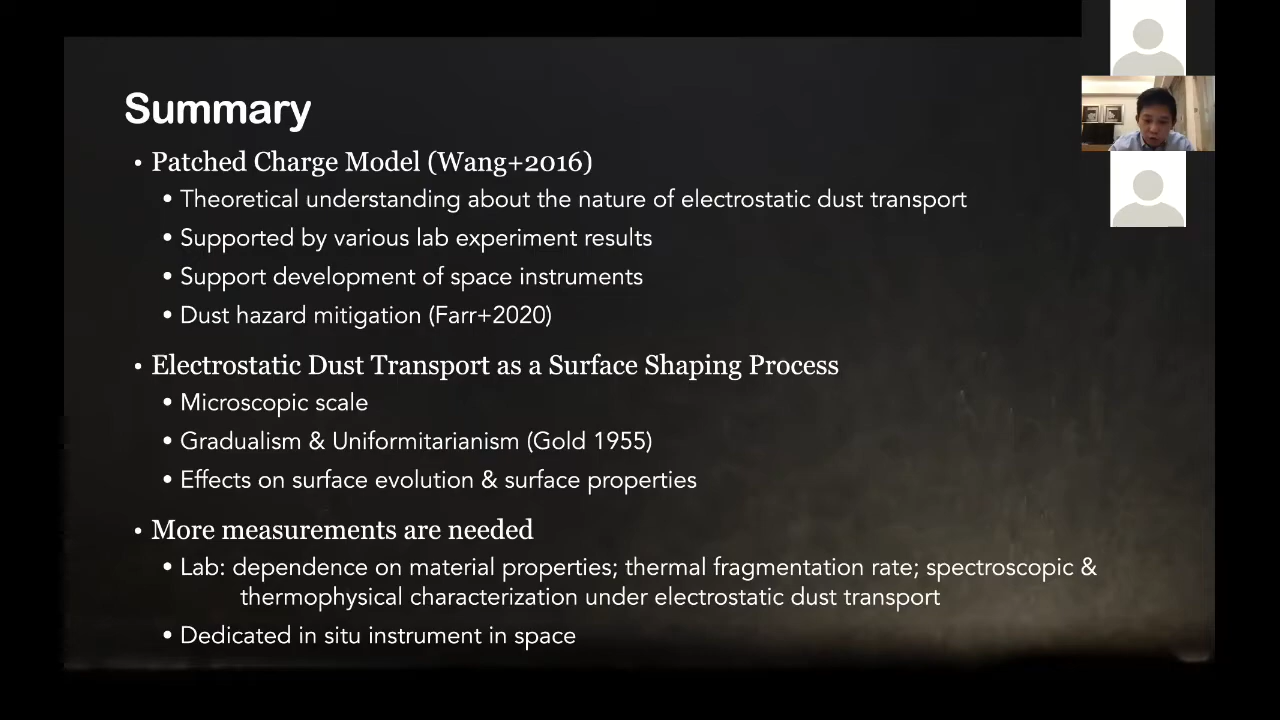 Summary
• Patched Charge Model (Wang+2016)
• Theoretical understanding about the nature of electrostatic dust transport
• Supported by various lab experiment results
• Support development of space instruments
• Dust hazard mitigation (Farr+2020)
• Electrostatic Dust Transport as a Surface Shaping Process
• Microscopic scale
• Gradualism & Uniformitarianism (Gold 1955)
• Effects on surface evolution & surface properties
• More measurements are needed
• Lab: dependence on material properties; thermal fragmentation rate; spectroscopic &
thermophysical characterization under electrostatic dust transport
• Dedicated in situ instrument in space